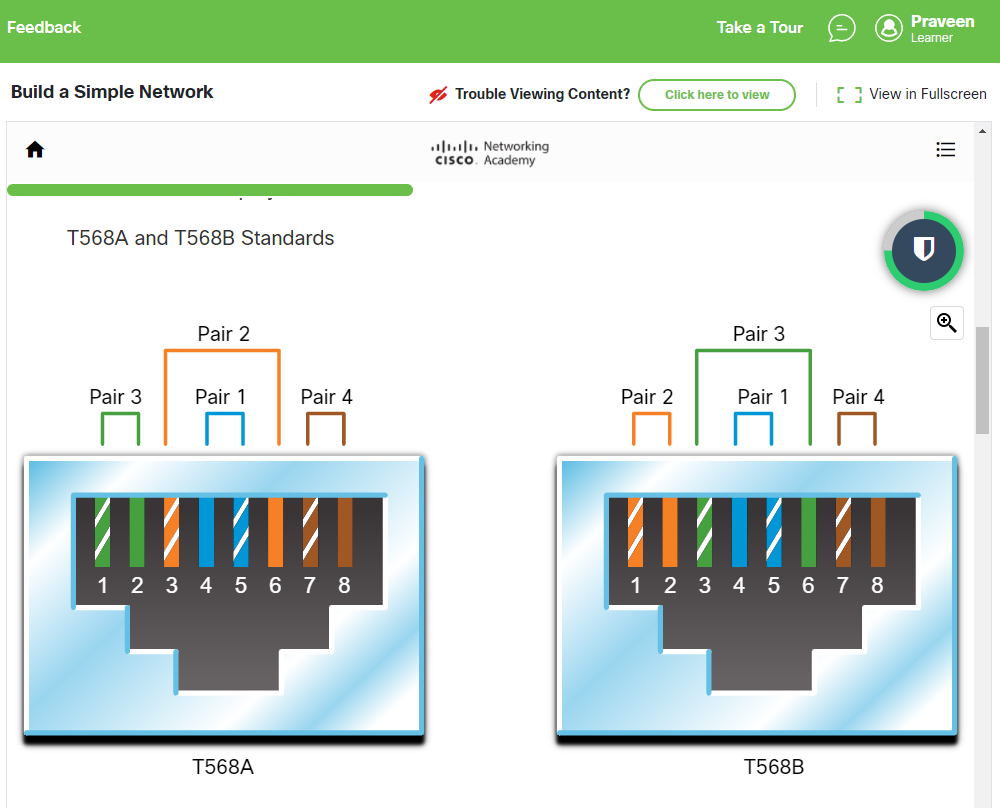 Feedback
Take a Tour
Praveen
Learner
Build a Simple Network
Trouble Viewing Content?
Click here to view
View in Fullscreen
CISCO. Networking Academy
T568A and T568B Standards
Pair 2
Pair 3
Pair 3 Pair 1 Pair 4
Pair 2 Pair 1 Pair 4
1 2 3 4 5 6 7 8
1 2 3 4 5 6 7 8
T568A
T568B